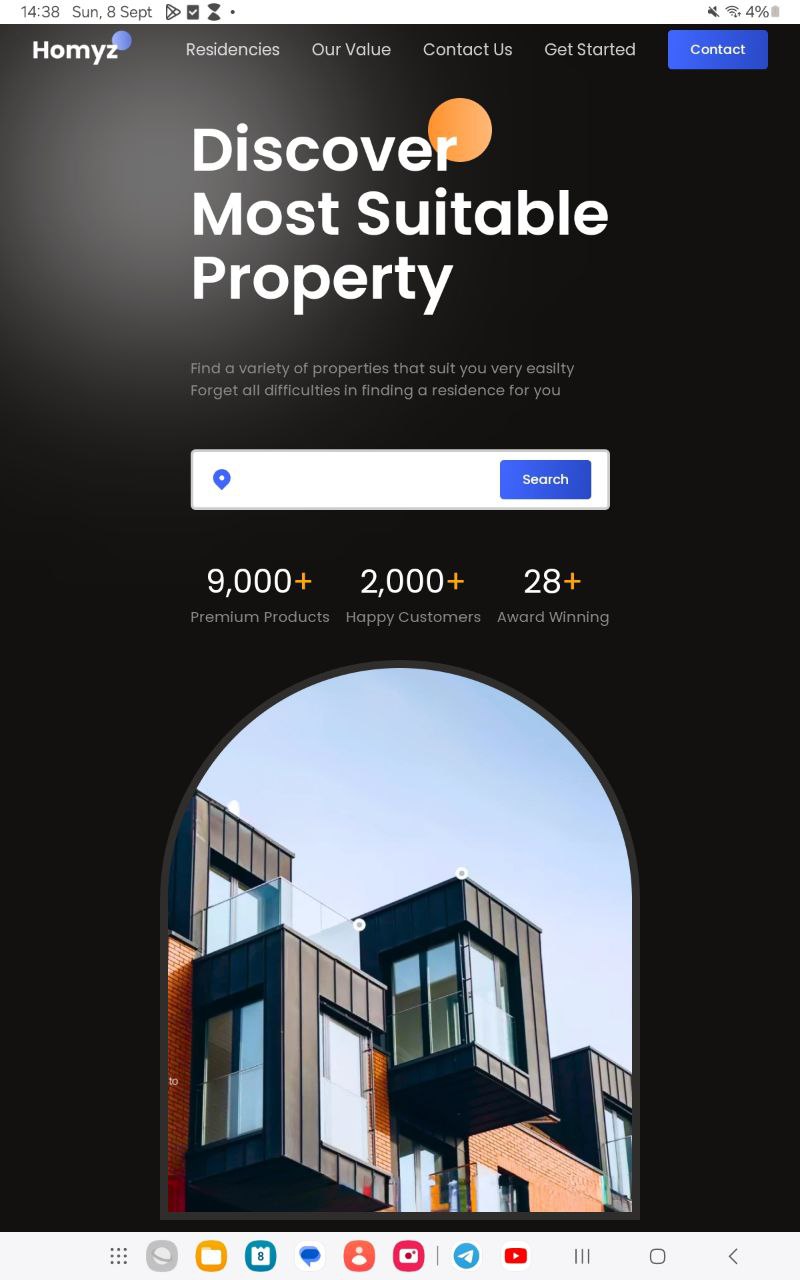 14:38 Sun, 8 Sept
4%
Homyz
Residencies Our Value Contact Us Get Started Contact
Discover
Most Suitable
Property
Find a variety of properties that suit you very easilty
Forget all difficulties in finding a residence for you
Search
9,000+ 2,000+ 28+
Premium Products Happy Customers Award Winning
to
8